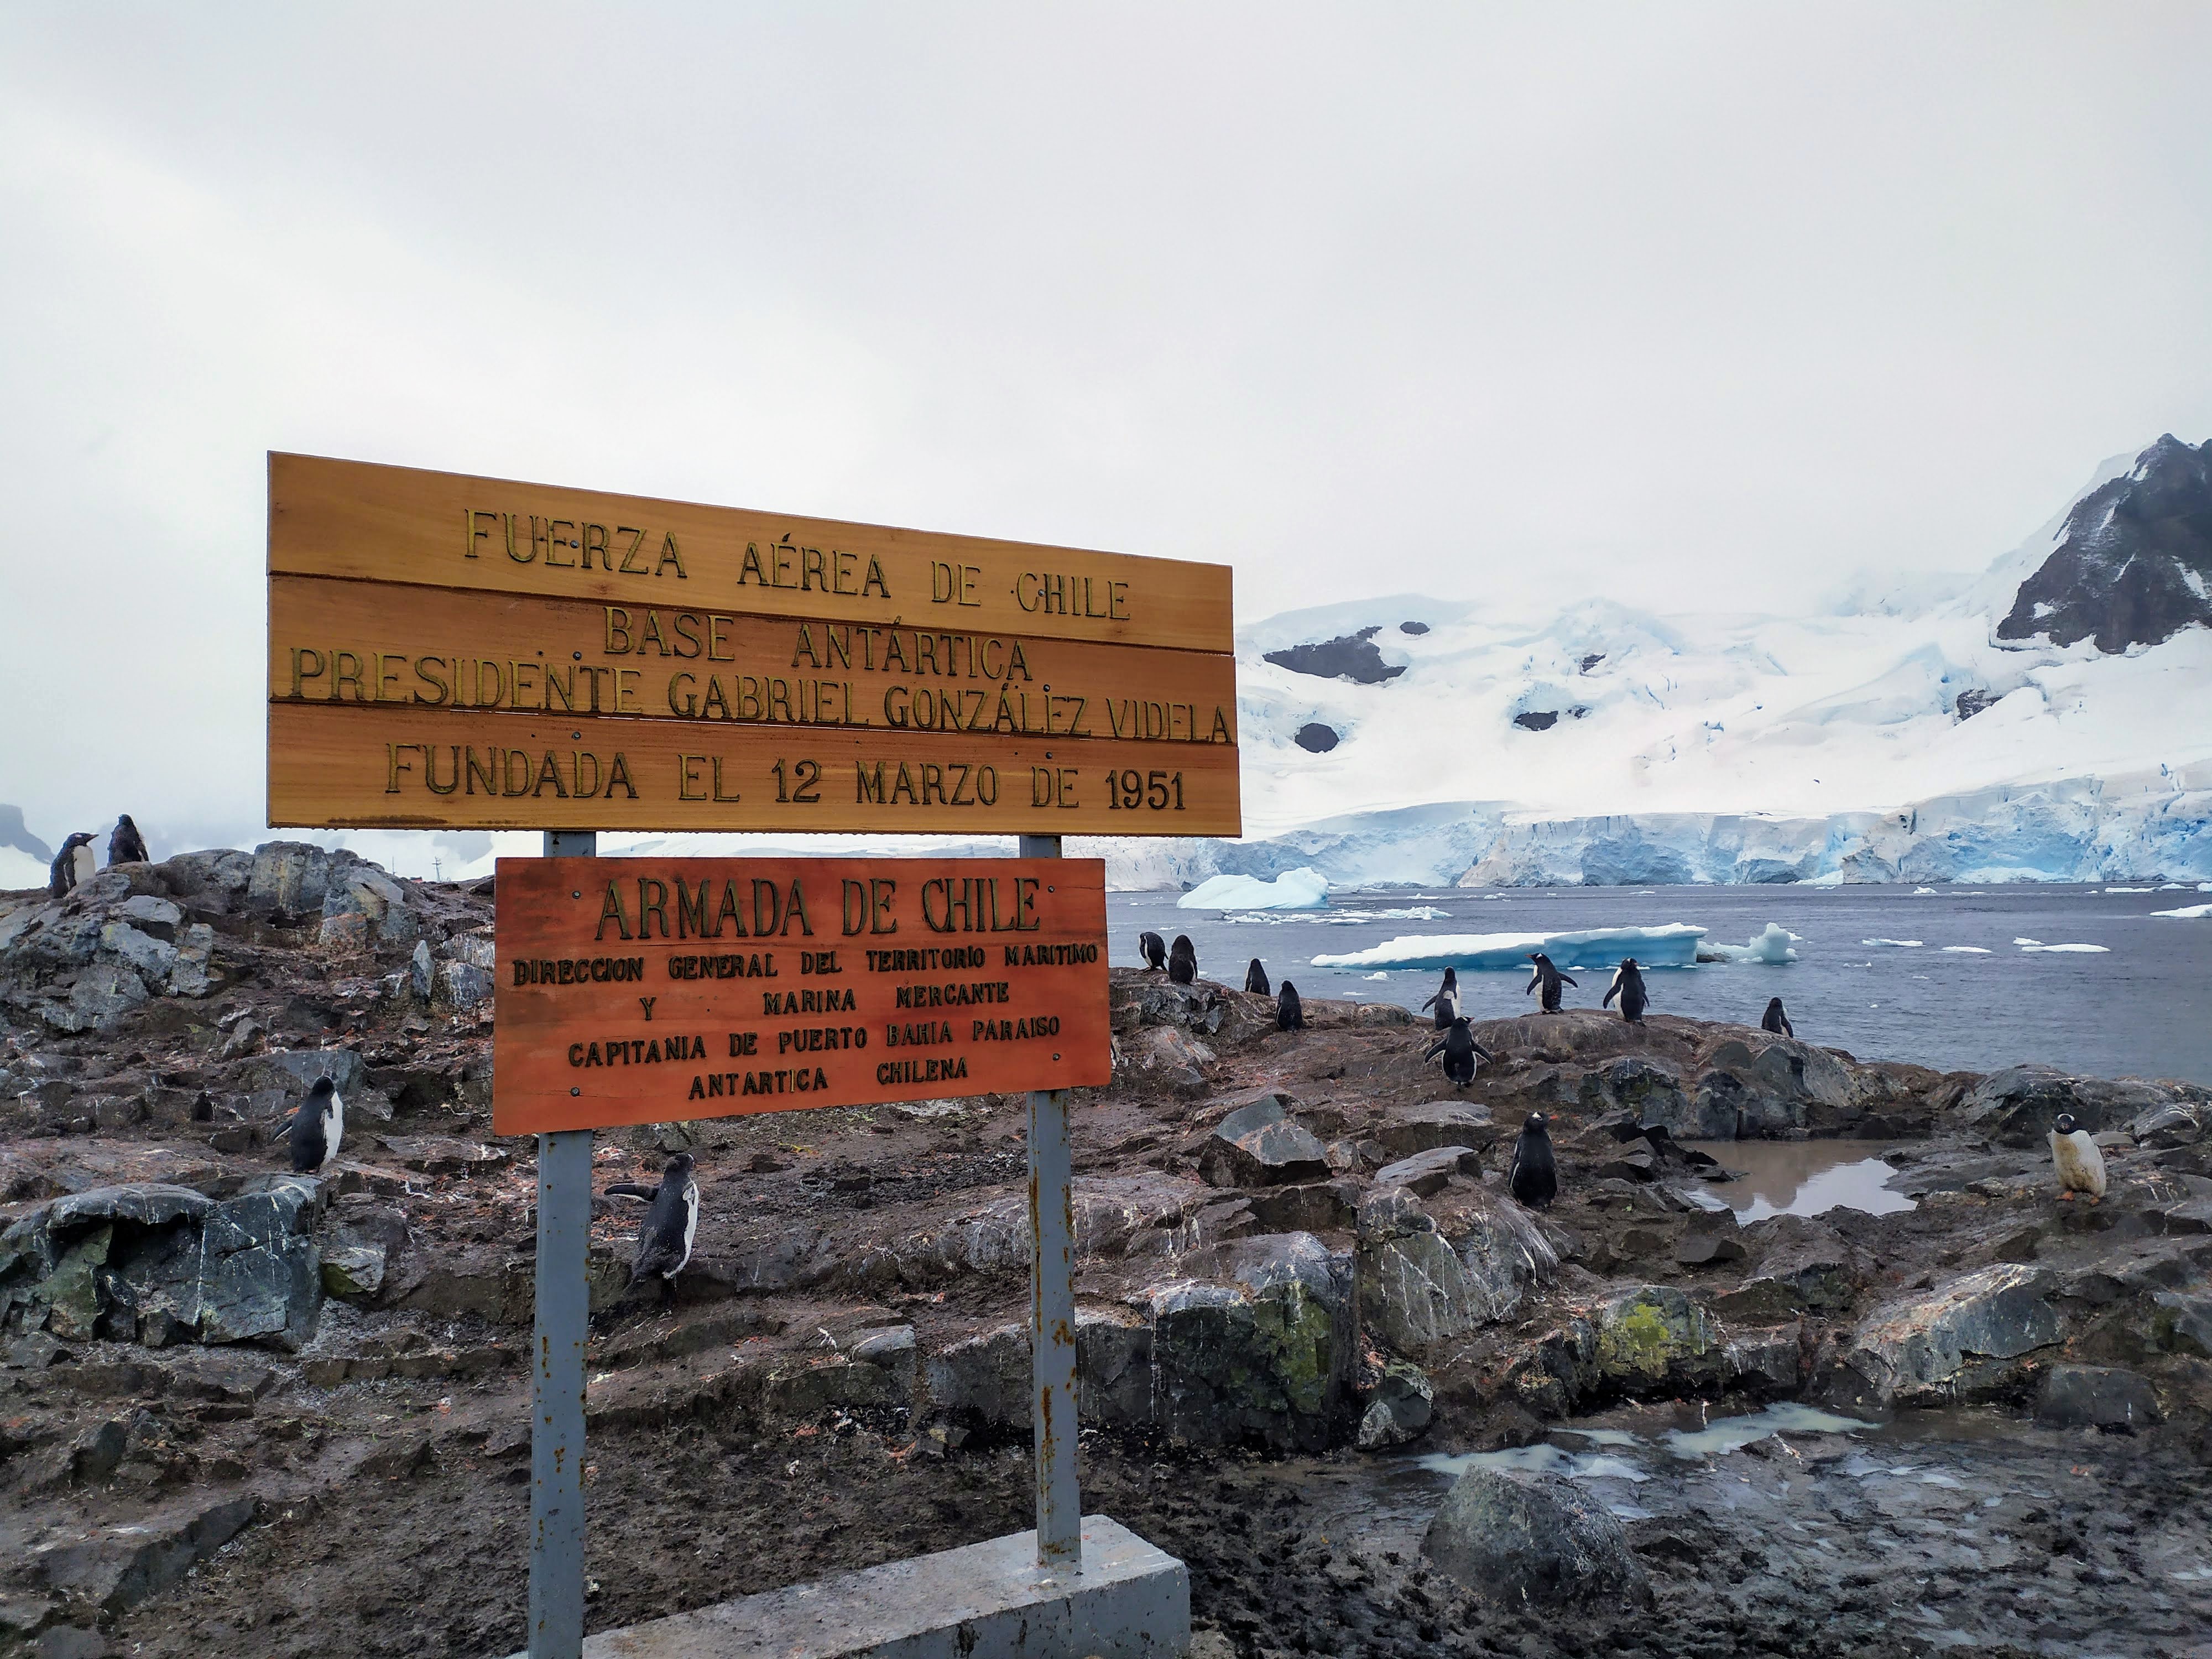 FUERZA AÉREA DE CHILE
BASE ANTÁRTICA
PRESIDENTE GABRIEL GONZÁLEZ VIDELA
FUNDADA EL 12 MARZO DE 1951
ARMADA DE CHILE
DIRECCION GENERAL DEL TERRITORIO MARITIMO
Y MARINA MERCANTE
CAPITANIA DE PUERTO BAHIA PARAISO
ANTARTICA CHILENA